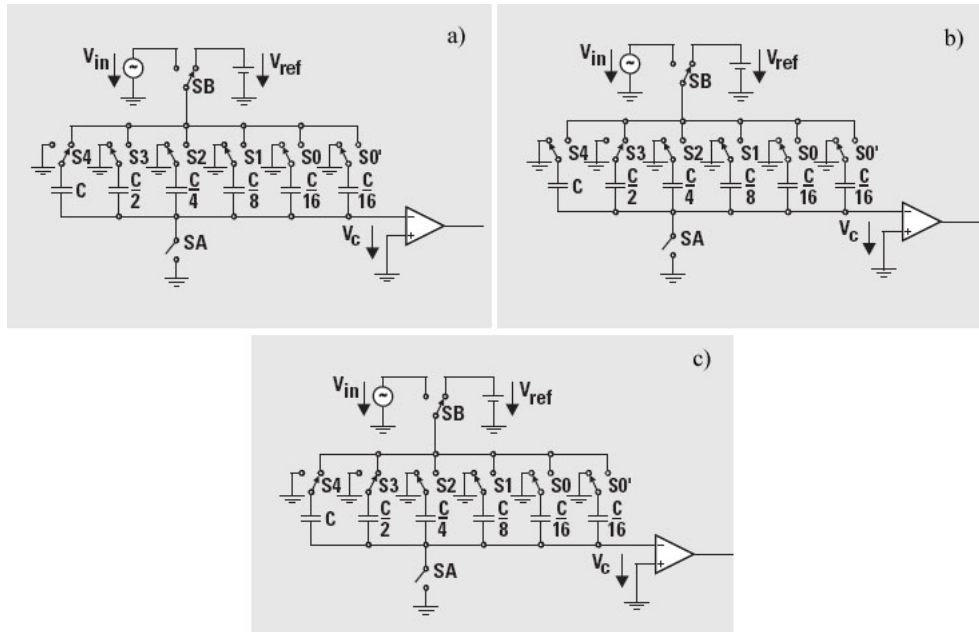 a)
V_in
V_ref
SB
S4 S3 S2 S1 S0 S0'
C C/2 C/4 C/8 C/16 C/16
V_c
SA
b)
V_in
V_ref
SB
S4 S3 S2 S1 S0 S0'
C C/2 C/4 C/8 C/16 C/16
V_c
SA
c)
V_in
V_ref
SB
S4 S3 S2 S1 S0 S0'
C C/2 C/4 C/8 C/16 C/16
V_c
SA